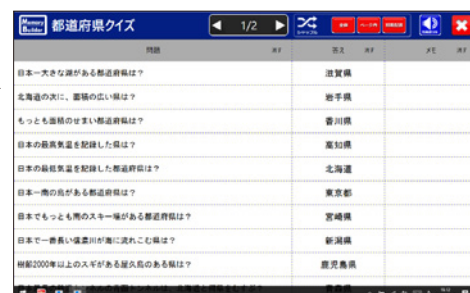 Memory Builder
都道府県クイズ
1/2
シャッフル
問題 消す 答え 消す メモ 消す
日本一大きな湖がある都道府県は？ 滋賀県
北海道の次に、面積の広い県は？ 岩手県
もっとも面積のせまい都道府県は？ 香川県
日本の最高気温を記録した県は？ 高知県
日本の最低気温を記録した都道府県は？ 北海道
日本一南の島がある都道府県は？ 東京都
日本でもっとも南のスキー場がある都道府県は？ 宮崎県
日本で一番長い信濃川が海に流れこむ県は？ 新潟県
樹齢2000年以上のスギがある屋久島のある県は？ 鹿児島県